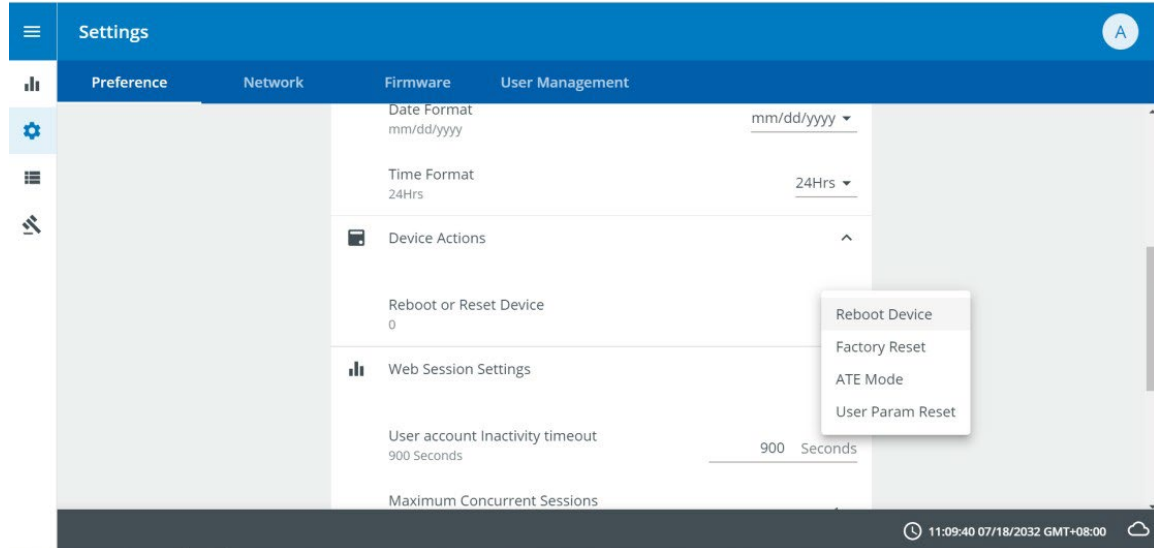 Settings
A
Preference Network Firmware User Management
Date Format
mm/dd/yyyy
mm/dd/yyyy
Time Format
24Hrs
24Hrs
Device Actions
Reboot or Reset Device
0
Reboot Device
Factory Reset
ATE Mode
User Param Reset
Web Session Settings
User account Inactivity timeout
900 Seconds
900 Seconds
Maximum Concurrent Sessions
11:09:40 07/18/2032 GMT+08:00